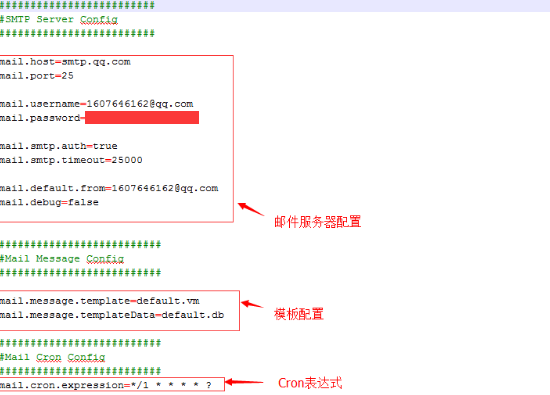 ##########################
#SMTP Server Config
##########################
mail.host=smtp.qq.com
mail.port=25
mail.username=1607646162@qq.com
mail.password=
mail.smtp.auth=true
mail.smtp.timeout=25000
mail.default.from=1607646162@qq.com
mail.debug=false
邮件服务器配置
###########################
#Mail Message Config
###########################
mail.message.template=default.vm
mail.message.templateData=default.db
模板配置
###########################
#Mail Cron Config
###########################
mail.cron.expression=*/1 * * * * ?
Cron表达式